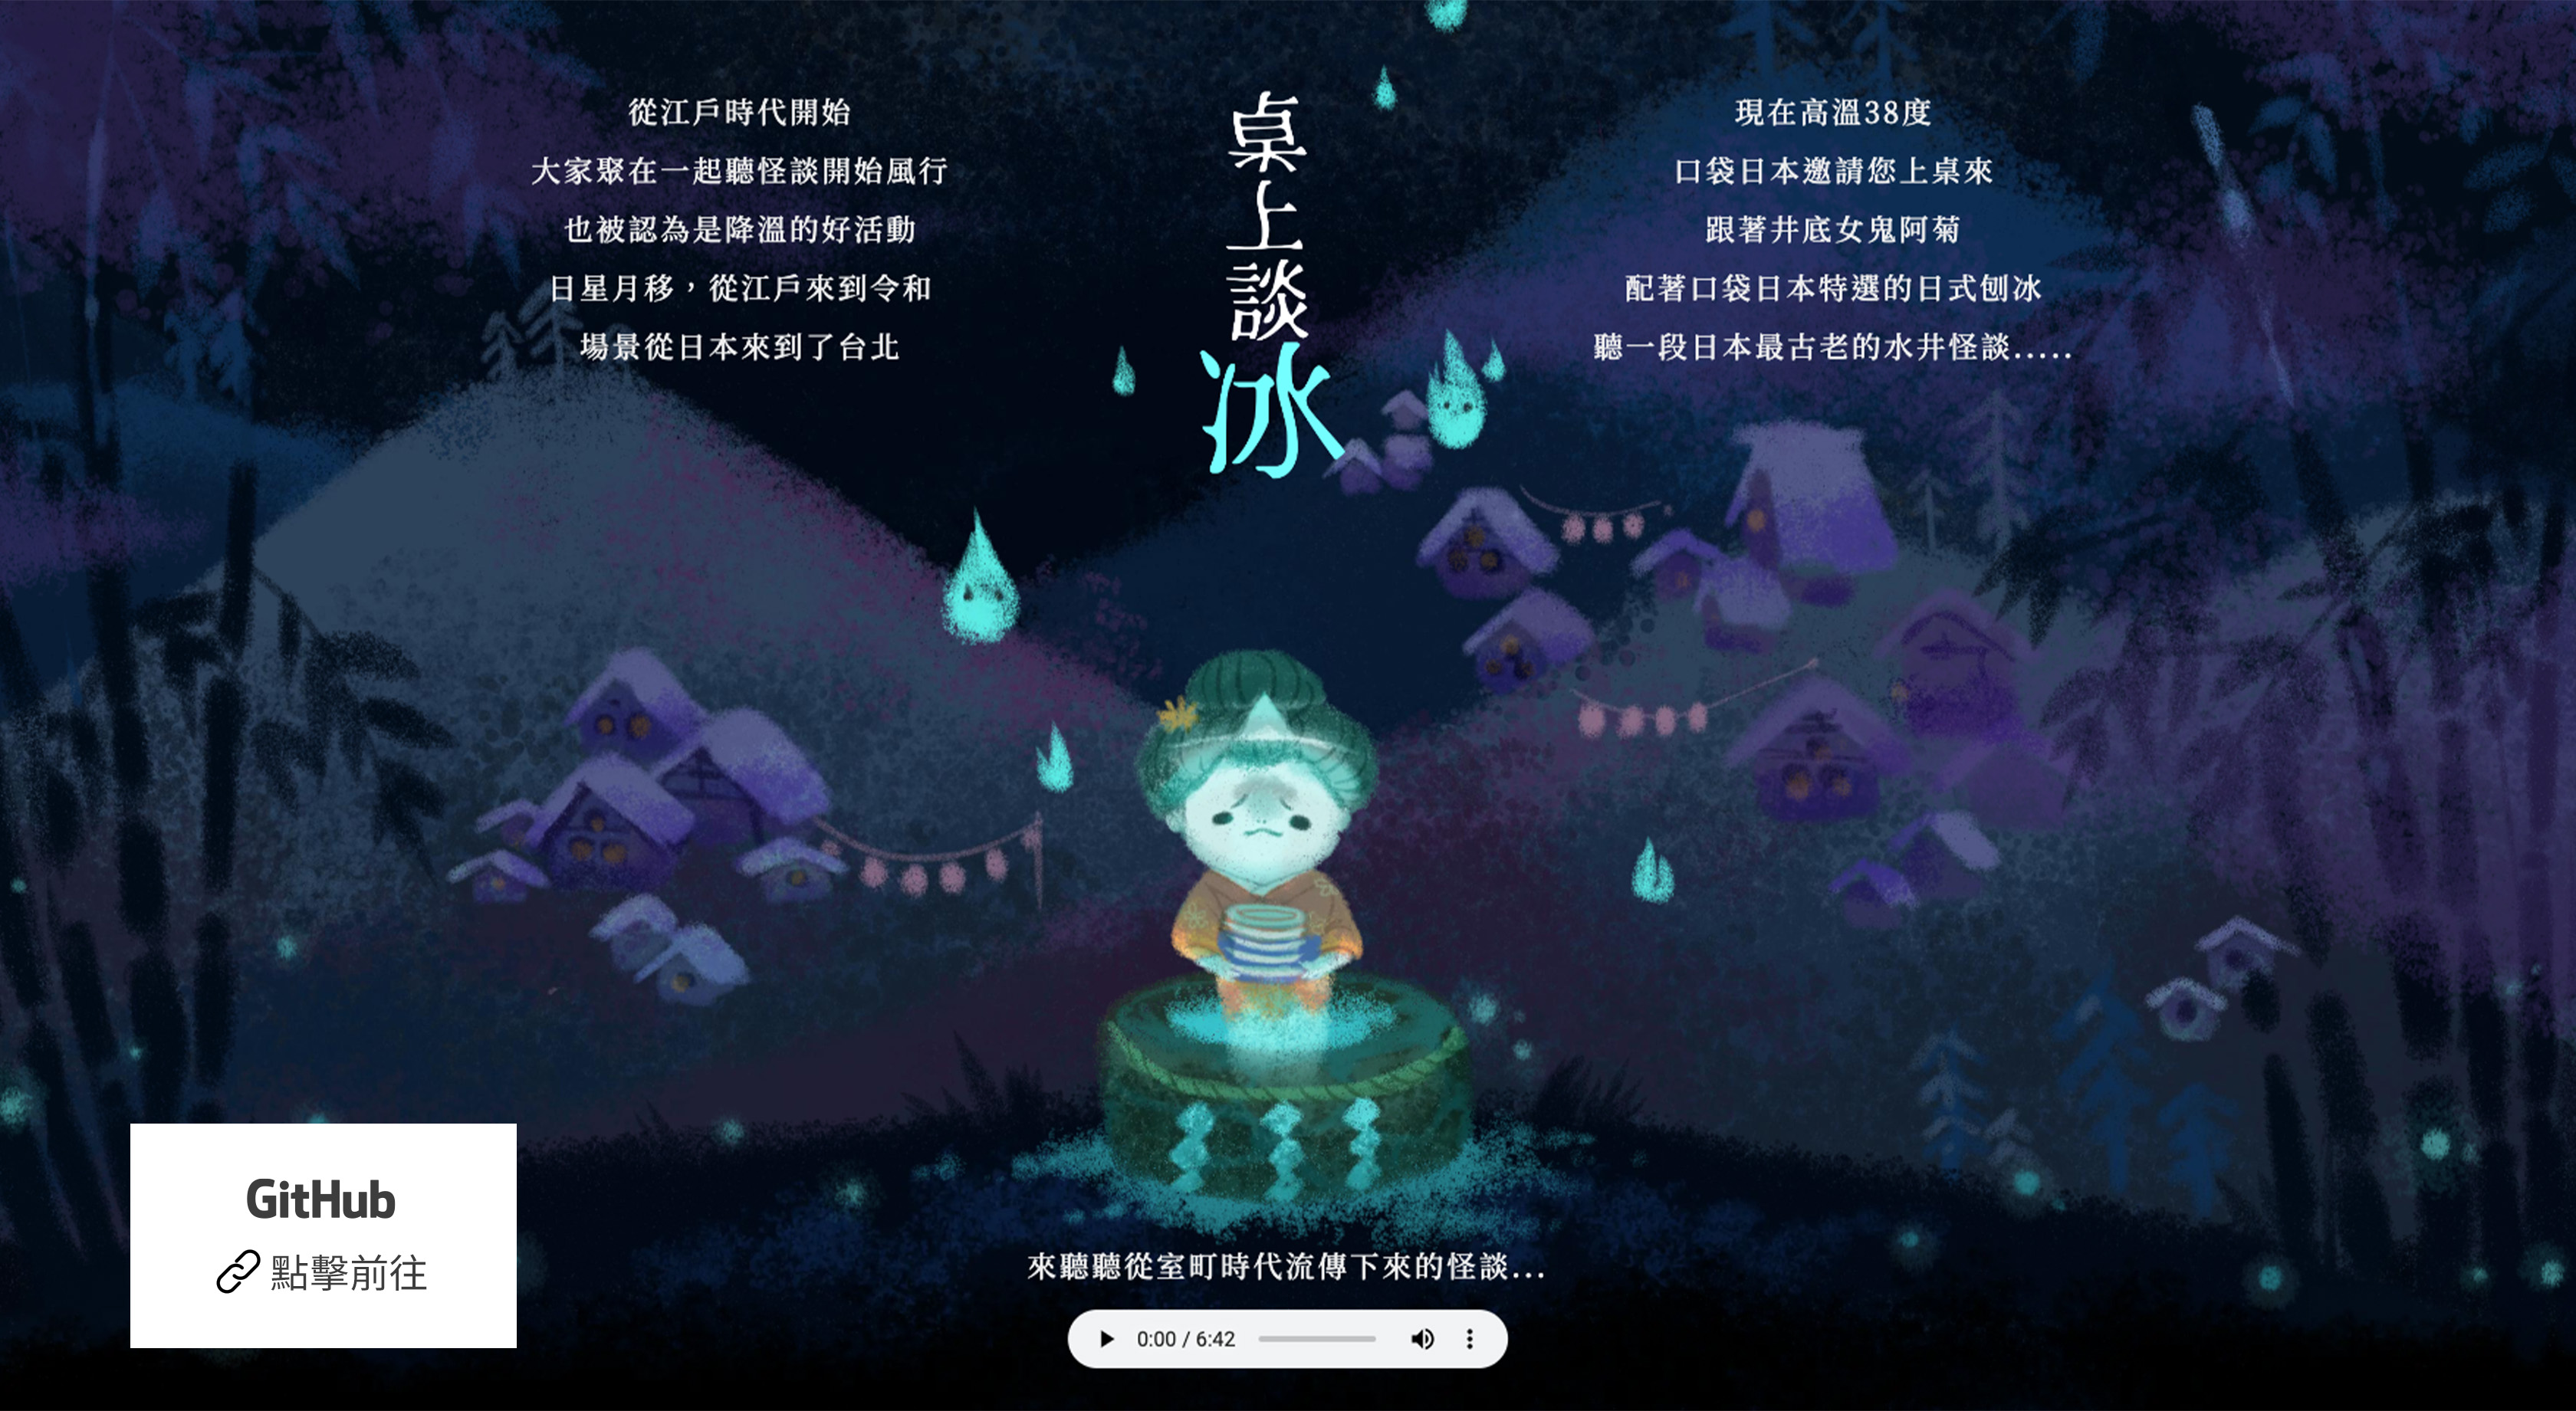 從江戶時代開始
大家聚在一起聽怪談開始風行
也被認為是降溫的好活動
日星月移，從江戶來到令和
場景從日本來到了台北
桌上談冰
現在高溫38度
口袋日本邀請您上桌來
跟著井底女鬼阿菊
配著口袋日本特選的日式刨冰
聽一段日本最古老的水井怪談.....
GitHub
點擊前往
來聽聽從室町時代流傳下來的怪談...
0:00 / 6:42